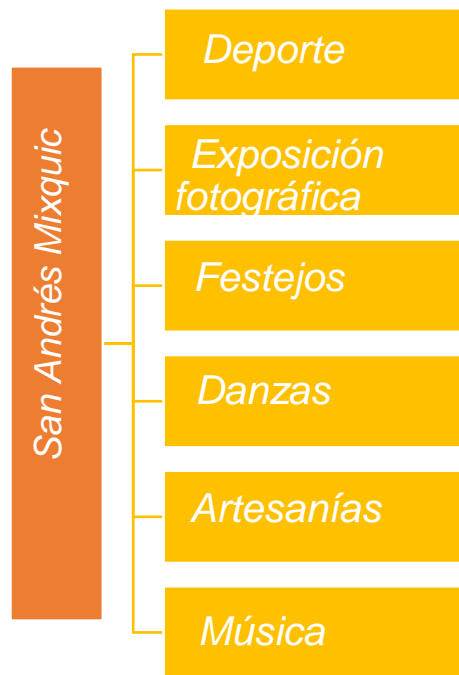 San Andrés Mixquic
Deporte
Exposición
fotográfica
Festejos
Danzas
Artesanías
Música